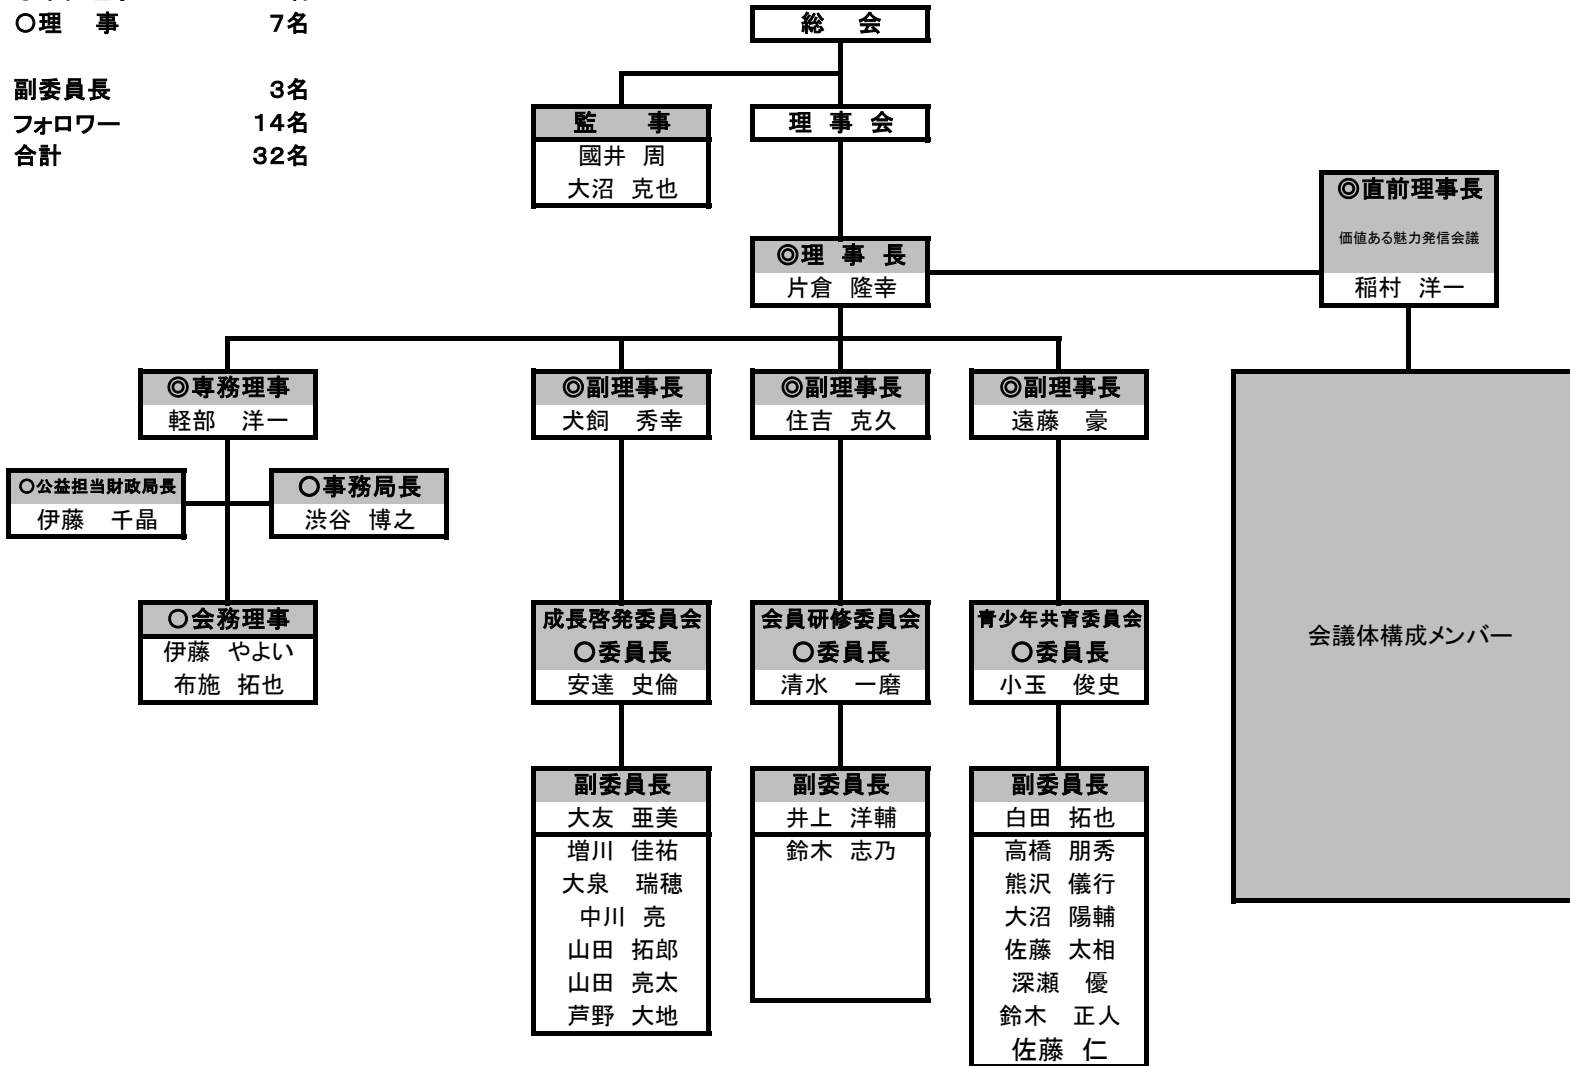 〇理　事　7名
副委員長　3名
フォロワー　14名
合計　32名
総　会
監　事
國井　周
大沼　克也
理 事 会
◎直前理事長
価値ある魅力発信会議
稲村　洋一
◎理 事 長
片倉　隆幸
◎専務理事
軽部　洋一
◎副理事長
犬飼　秀幸
◎副理事長
住吉　克久
◎副理事長
遠藤　豪
〇公益担当財政局長
伊藤　千晶
〇事務局長
渋谷　博之
〇会務理事
伊藤　やよい
布施　拓也
成長啓発委員会
〇委員長
安達　史倫
会員研修委員会
〇委員長
清水　一磨
青少年共育委員会
〇委員長
小玉　俊史
会議体構成メンバー
副委員長
大友　亜美
増川　佳祐
大泉　瑞穂
中川　亮
山田　拓郎
山田　亮太
芦野　大地
副委員長
井上　洋輔
鈴木　志乃
副委員長
白田　拓也
高橋　朋秀
熊沢　儀行
大沼　陽輔
佐藤　太相
深瀬　優
鈴木　正人
佐藤　仁